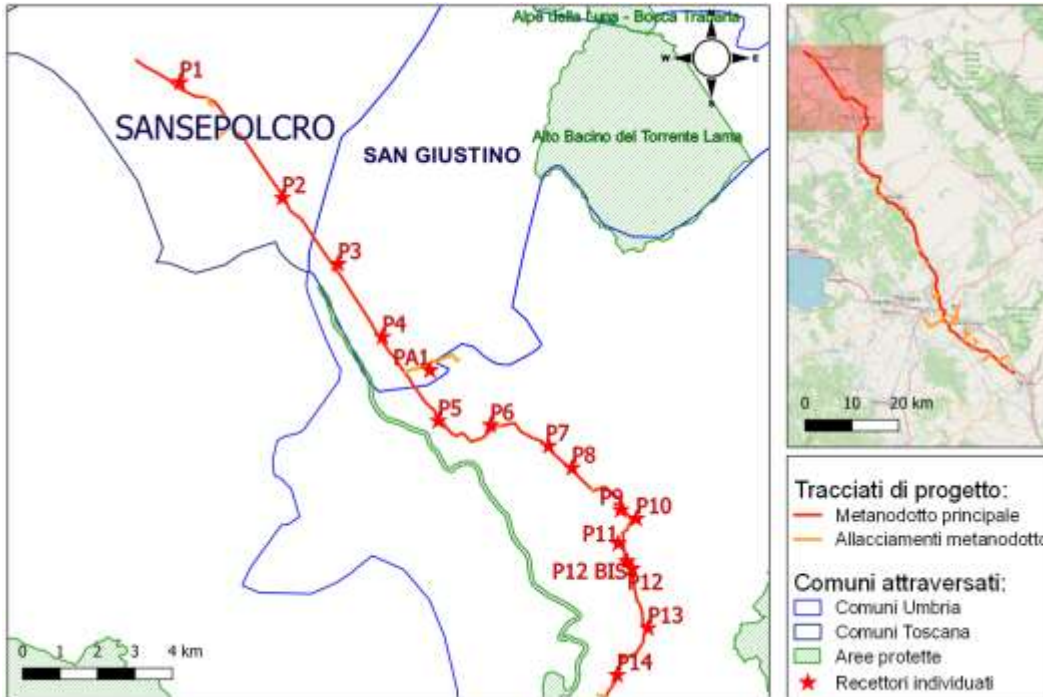 Alpe della Luna - Bocca Trabaria
N
W
E
S
P1
SANSEPOLCRO
SAN GIUSTINO
Alto Bacino del Torrente Lama
P2
P3
P4
PA1
P5
P6
P7
P8
P9
P10
P11
P12 BIS
P12
P13
P14
0 1 2 3 4 km
0 10 20 km
Tracciati di progetto:
Metanodotto principale
Allacciamenti metanodotto
Comuni attraversati:
Comuni Umbria
Comuni Toscana
Aree protette
Recettori individuati